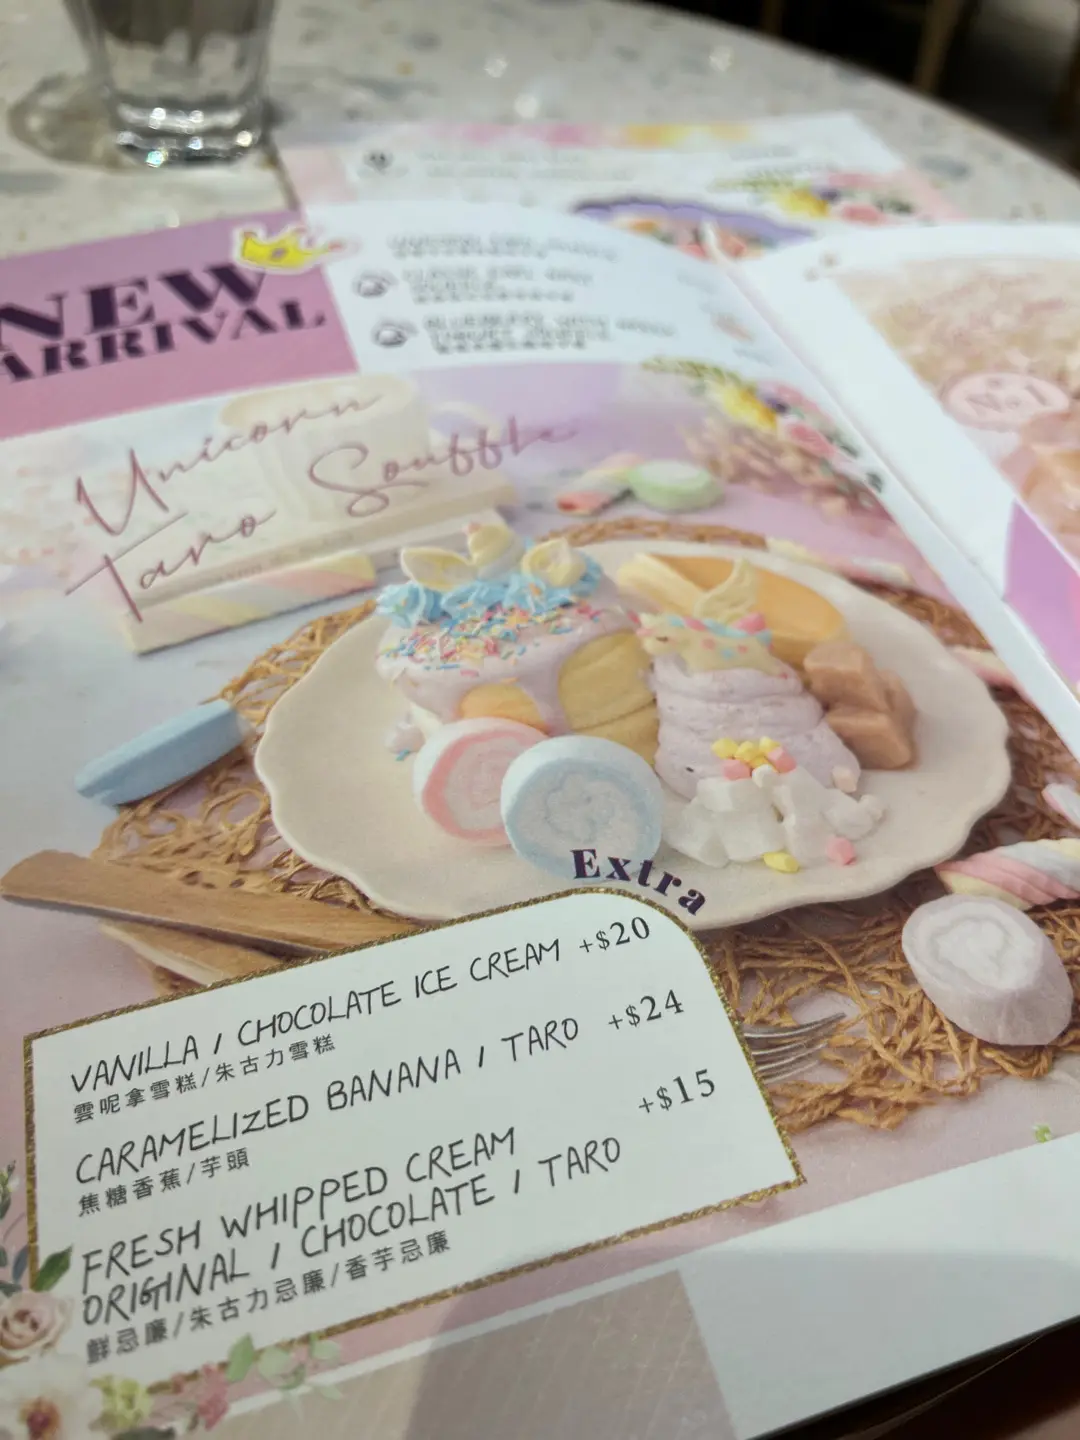 NEW
ARRIVAL
Unicorn
Taro Souffle
No.1
Extra
VANILLA / CHOCOLATE ICE CREAM +$20
雲呢拿雪糕/朱古力雪糕
CARAMELIZED BANANA / TARO +$24
焦糖香蕉/芋頭
FRESH WHIPPED CREAM +$15
ORIGINAL / CHOCOLATE / TARO
鮮忌廉/朱古力忌廉/香芋忌廉